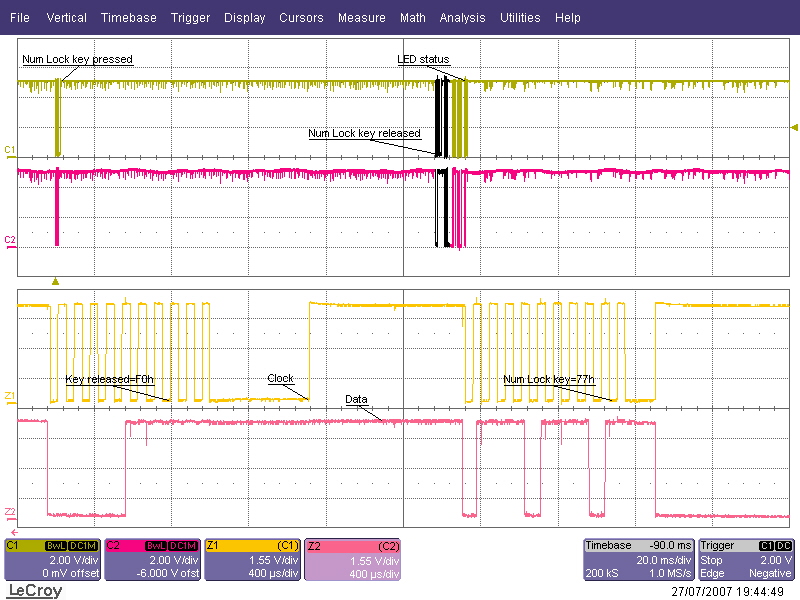 File Vertical Timebase Trigger Display Cursors Measure Math Analysis Utilities Help
Num Lock key pressed
LED status
Num Lock key released
C1
C2
Key released=F0h
Clock
Num Lock key=77h
Z1
Data
Z2
C1 BwL DC1M
2.00 V/div
0 mV offset
C2 BwL DC1M
2.00 V/div
-6.000 V ofst
Z1 (C1)
1.55 V/div
400 µs/div
Z2 (C2)
1.55 V/div
400 µs/div
Timebase -90.0 ms
20.0 ms/div
200 kS 1.0 MS/s
Trigger C1 DC
Stop 2.00 V
Edge Negative
LeCroy
27/07/2007 19:44:49